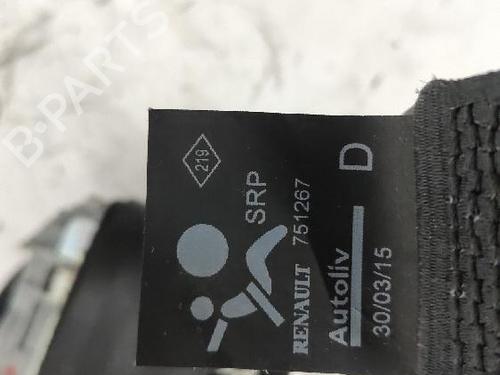 219
SRP
RENAULT 751267
Autoliv D
30/03/15
B-PARTS